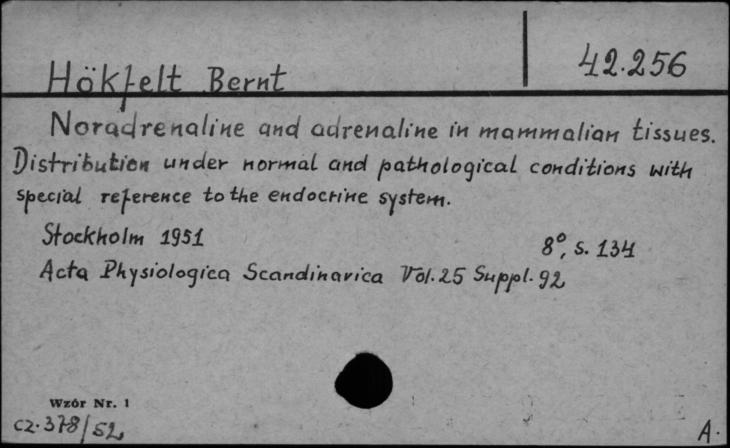 42.256
Hökfelt Bernt
Noradrenaline and adrenaline in mammalian tissues.
Distribution under normal and pathological conditions with
special reference to the endocrine system.
Stockholm 1951
8°, s. 134
Acta Physiologica Scandinavica Vol. 25 Suppl. 92
Wzór Nr. 1
cz. 378/52
A.